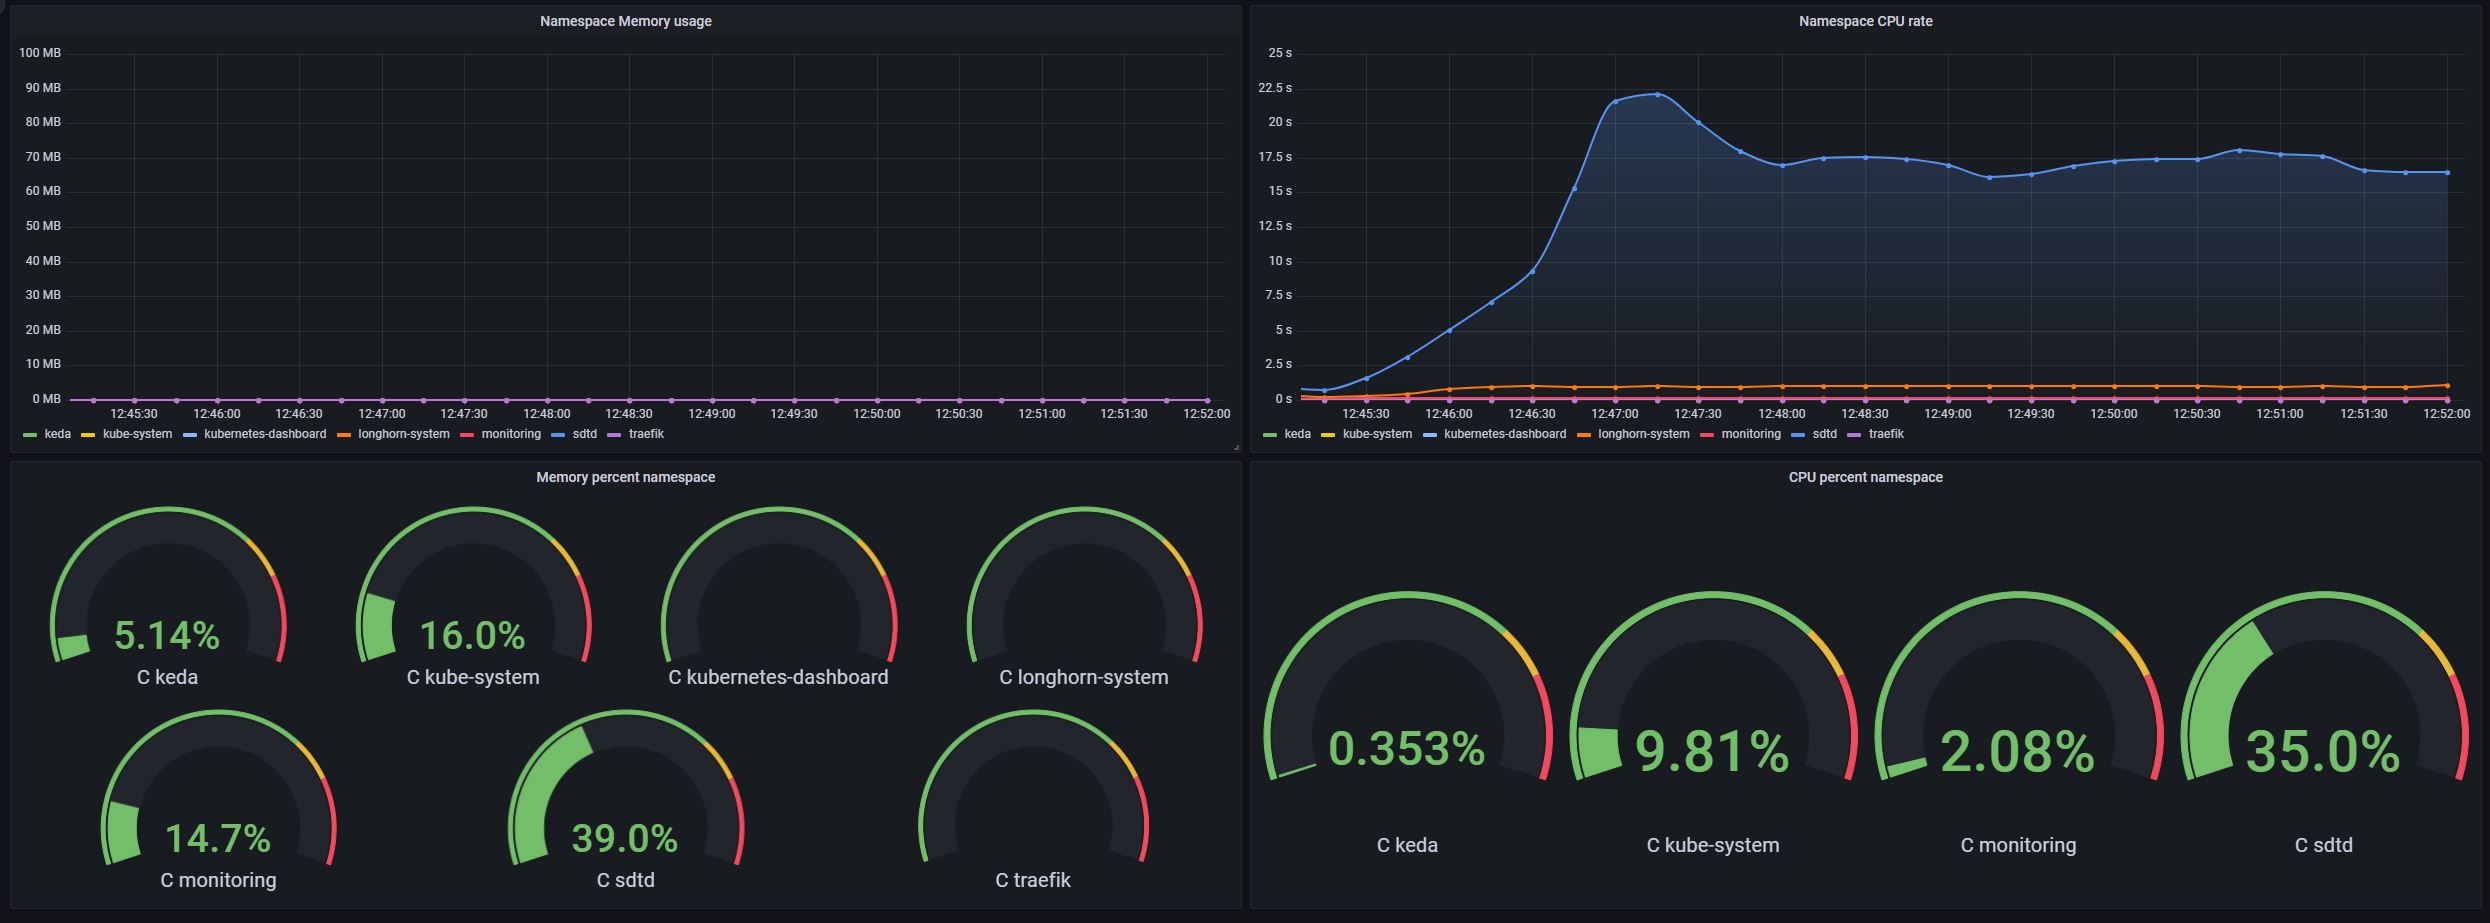 Namespace Memory usage
100 MB
90 MB
80 MB
70 MB
60 MB
50 MB
40 MB
30 MB
20 MB
10 MB
0 MB
12:45:30 12:46:00 12:46:30 12:47:00 12:47:30 12:48:00 12:48:30 12:49:00 12:49:30 12:50:00 12:50:30 12:51:00 12:51:30 12:52:00
keda kube-system kubernetes-dashboard longhorn-system monitoring sdtd traefik
Namespace CPU rate
25 s
22.5 s
20 s
17.5 s
15 s
12.5 s
10 s
7.5 s
5 s
2.5 s
0 s
12:45:30 12:46:00 12:46:30 12:47:00 12:47:30 12:48:00 12:48:30 12:49:00 12:49:30 12:50:00 12:50:30 12:51:00 12:51:30 12:52:00
keda kube-system kubernetes-dashboard longhorn-system monitoring sdtd traefik
Memory percent namespace
5.14% 16.0%
C keda C kube-system C kubernetes-dashboard C longhorn-system
14.7% 39.0%
C monitoring C sdtd C traefik
CPU percent namespace
0.353% 9.81% 2.08% 35.0%
C keda C kube-system C monitoring C sdtd